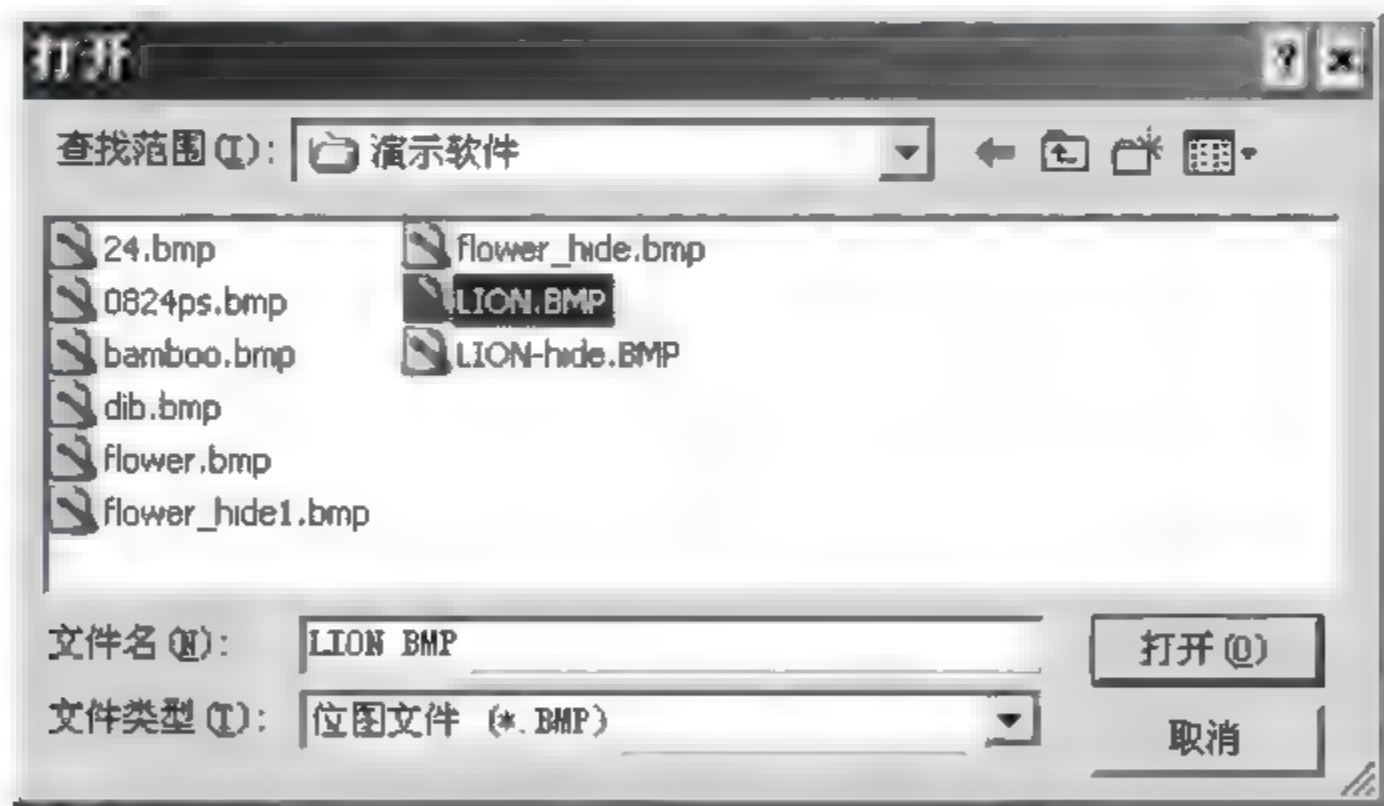 打开
查找范围(I): 演示软件
24.bmp
0824ps.bmp
bamboo.bmp
dib.bmp
flower.bmp
flower_hide1.bmp
flower_hide.bmp
LION.BMP
LION-hide.BMP
文件名(N): LION BMP
打开(O)
文件类型(T): 位图文件 (*.BMP)
取消